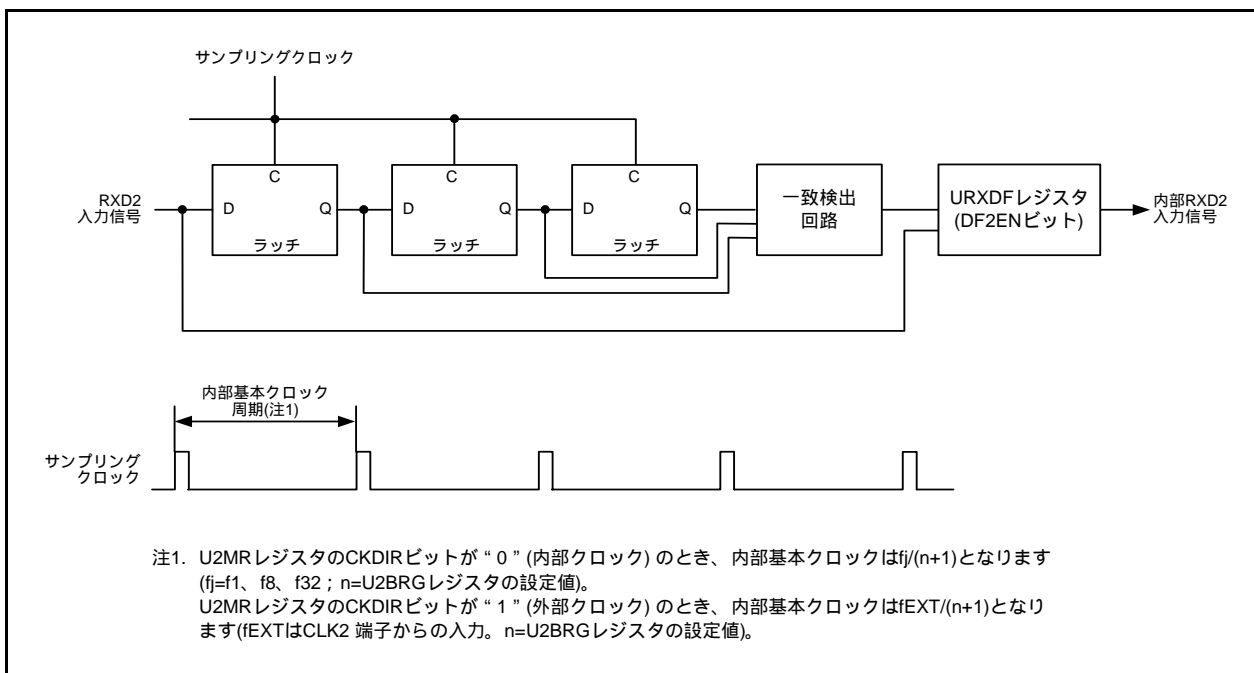 サンプリングクロック
C
C
C
RXD2
入力信号
D
Q
D
Q
D
Q
ラッチ
ラッチ
ラッチ
一致検出
回路
URXDFレジスタ
(DF2ENビット)
内部RXD2
入力信号
内部基本クロック
周期(注1)
サンプリング
クロック
注1. U2MRレジスタのCKDIRビットが“0”(内部クロック) のとき、内部基本クロックはfj/(n+1)となります
(fj=f1、f8、f32 ; n=U2BRGレジスタの設定値)。
U2MRレジスタのCKDIRビットが“1”(外部クロック) のとき、内部基本クロックはfEXT/(n+1)となり
ます(fEXTはCLK2 端子からの入力。n=U2BRGレジスタの設定値)。